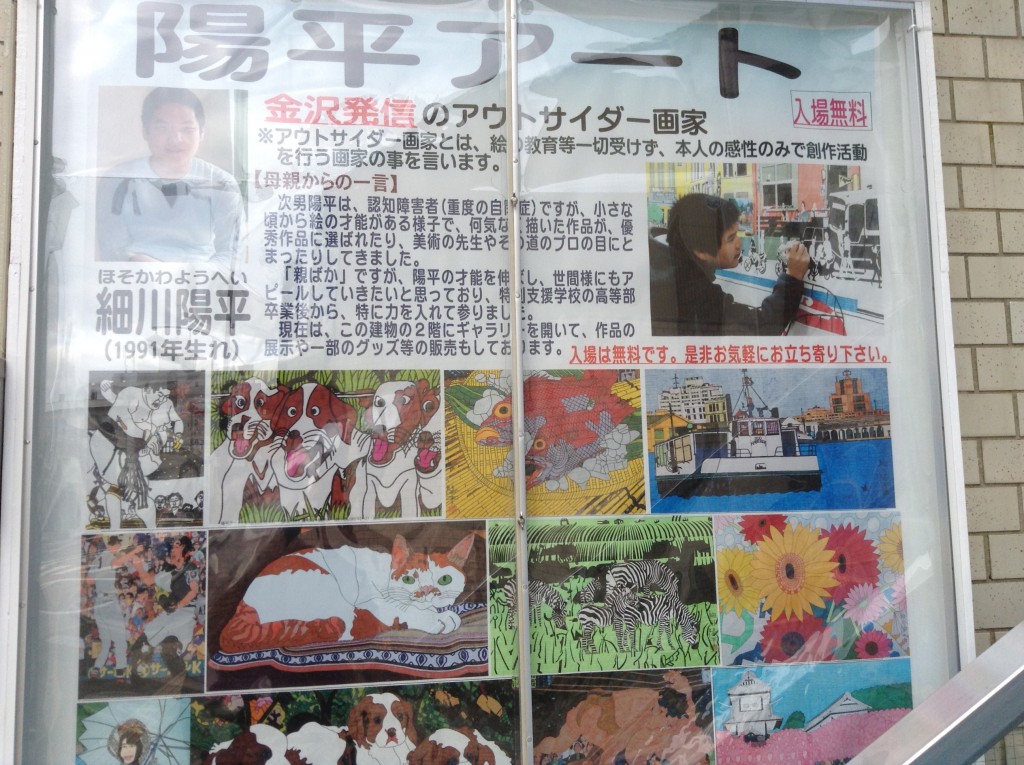 陽平アート
金沢発信のアウトサイダー画家
入場無料
※アウトサイダー画家とは、絵の教育等一切受けず、本人の感性のみで創作活動
を行う画家の事を言います。
【母親からの一言】
次男陽平は、認知障害者(重度の自閉症)ですが、小さな
頃から絵の才能がある様子で、何気なく描いた作品が、優
秀作品に選ばれたり、美術の先生やその道のプロの目にと
まったりしてきました。
「親ばか」ですが、陽平の才能を伸ばし、世間様にもア
ピールしていきたいと思っており、特別支援学校の高等部
卒業後から、特に力を入れて参りました。
現在は、この建物の2階にギャラリーを開いて、作品の
展示や一部のグッズ等の販売もしております。
入場は無料です。是非お気軽にお立ち寄り下さい。
ほそかわようへい
細川陽平
(1991年生れ)